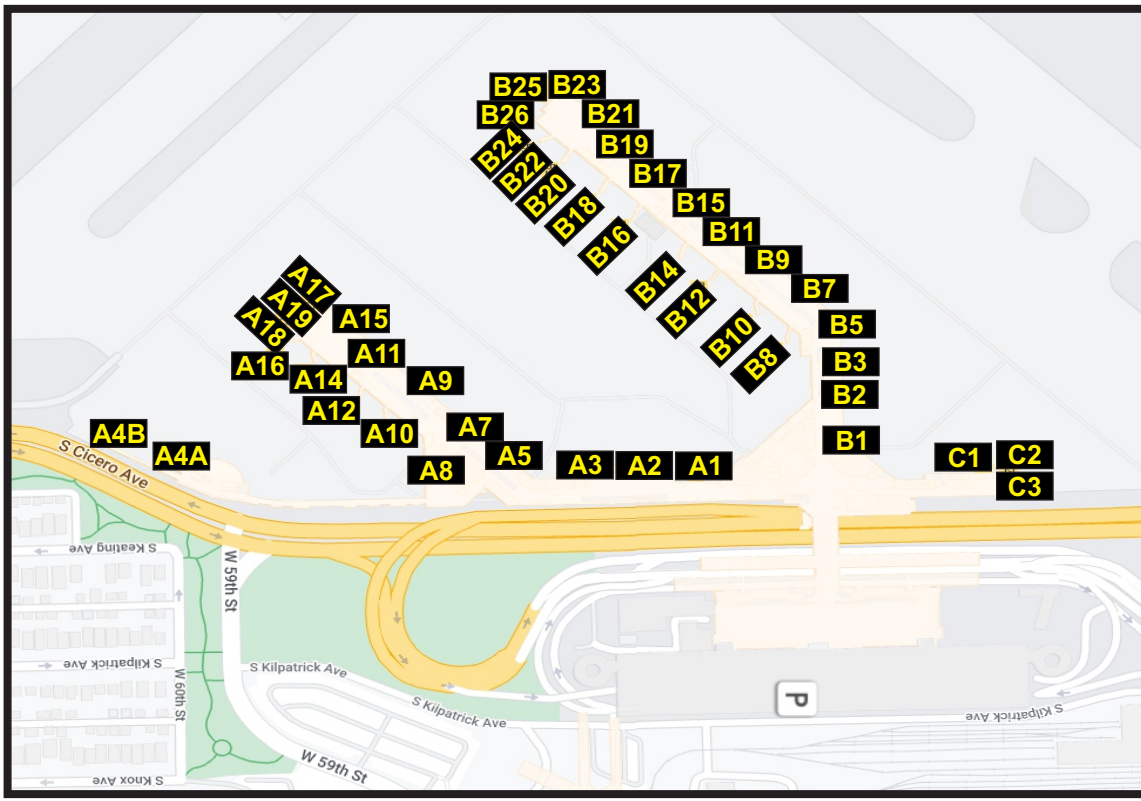 B25
B23
B26
B21
B24
B19
B22
B17
B20
B15
B18
B11
B16
B9
B14
B7
B12
B5
B10
B3
B8
B2
B1
A17
A19
A15
A18
A11
A16
A14
A9
A12
A10
A7
A5
A8
A3
A2
A1
A4B
A4A
C1
C2
C3
S Cicero Ave
S Keating Ave
W 59th St
S Kilpatrick Ave
S Kilpatrick Ave
W 60th St
S Kilpatrick Ave
P
S Kilpatrick Ave
W 59th St
S Knox Ave